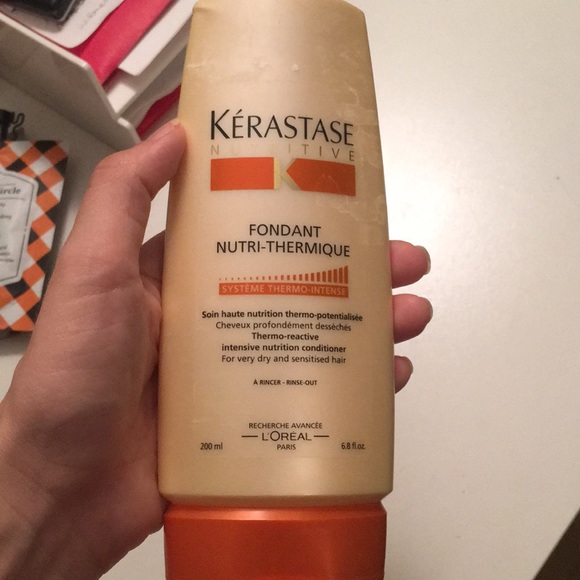 KÉRASTASE
NUTRITIVE
K
FONDANT
NUTRI-THERMIQUE
SYSTÈME THERMO-INTENSE
Soin haute nutrition thermo-potentialisée
Cheveux profondément desséchés
Thermo-reactive
intensive nutrition conditioner
For very dry and sensitised hair
À RINCER - RINSE-OUT
RECHERCHE AVANCÉE
L'ORÉAL
PARIS
200 ml 6.8 fl.oz.